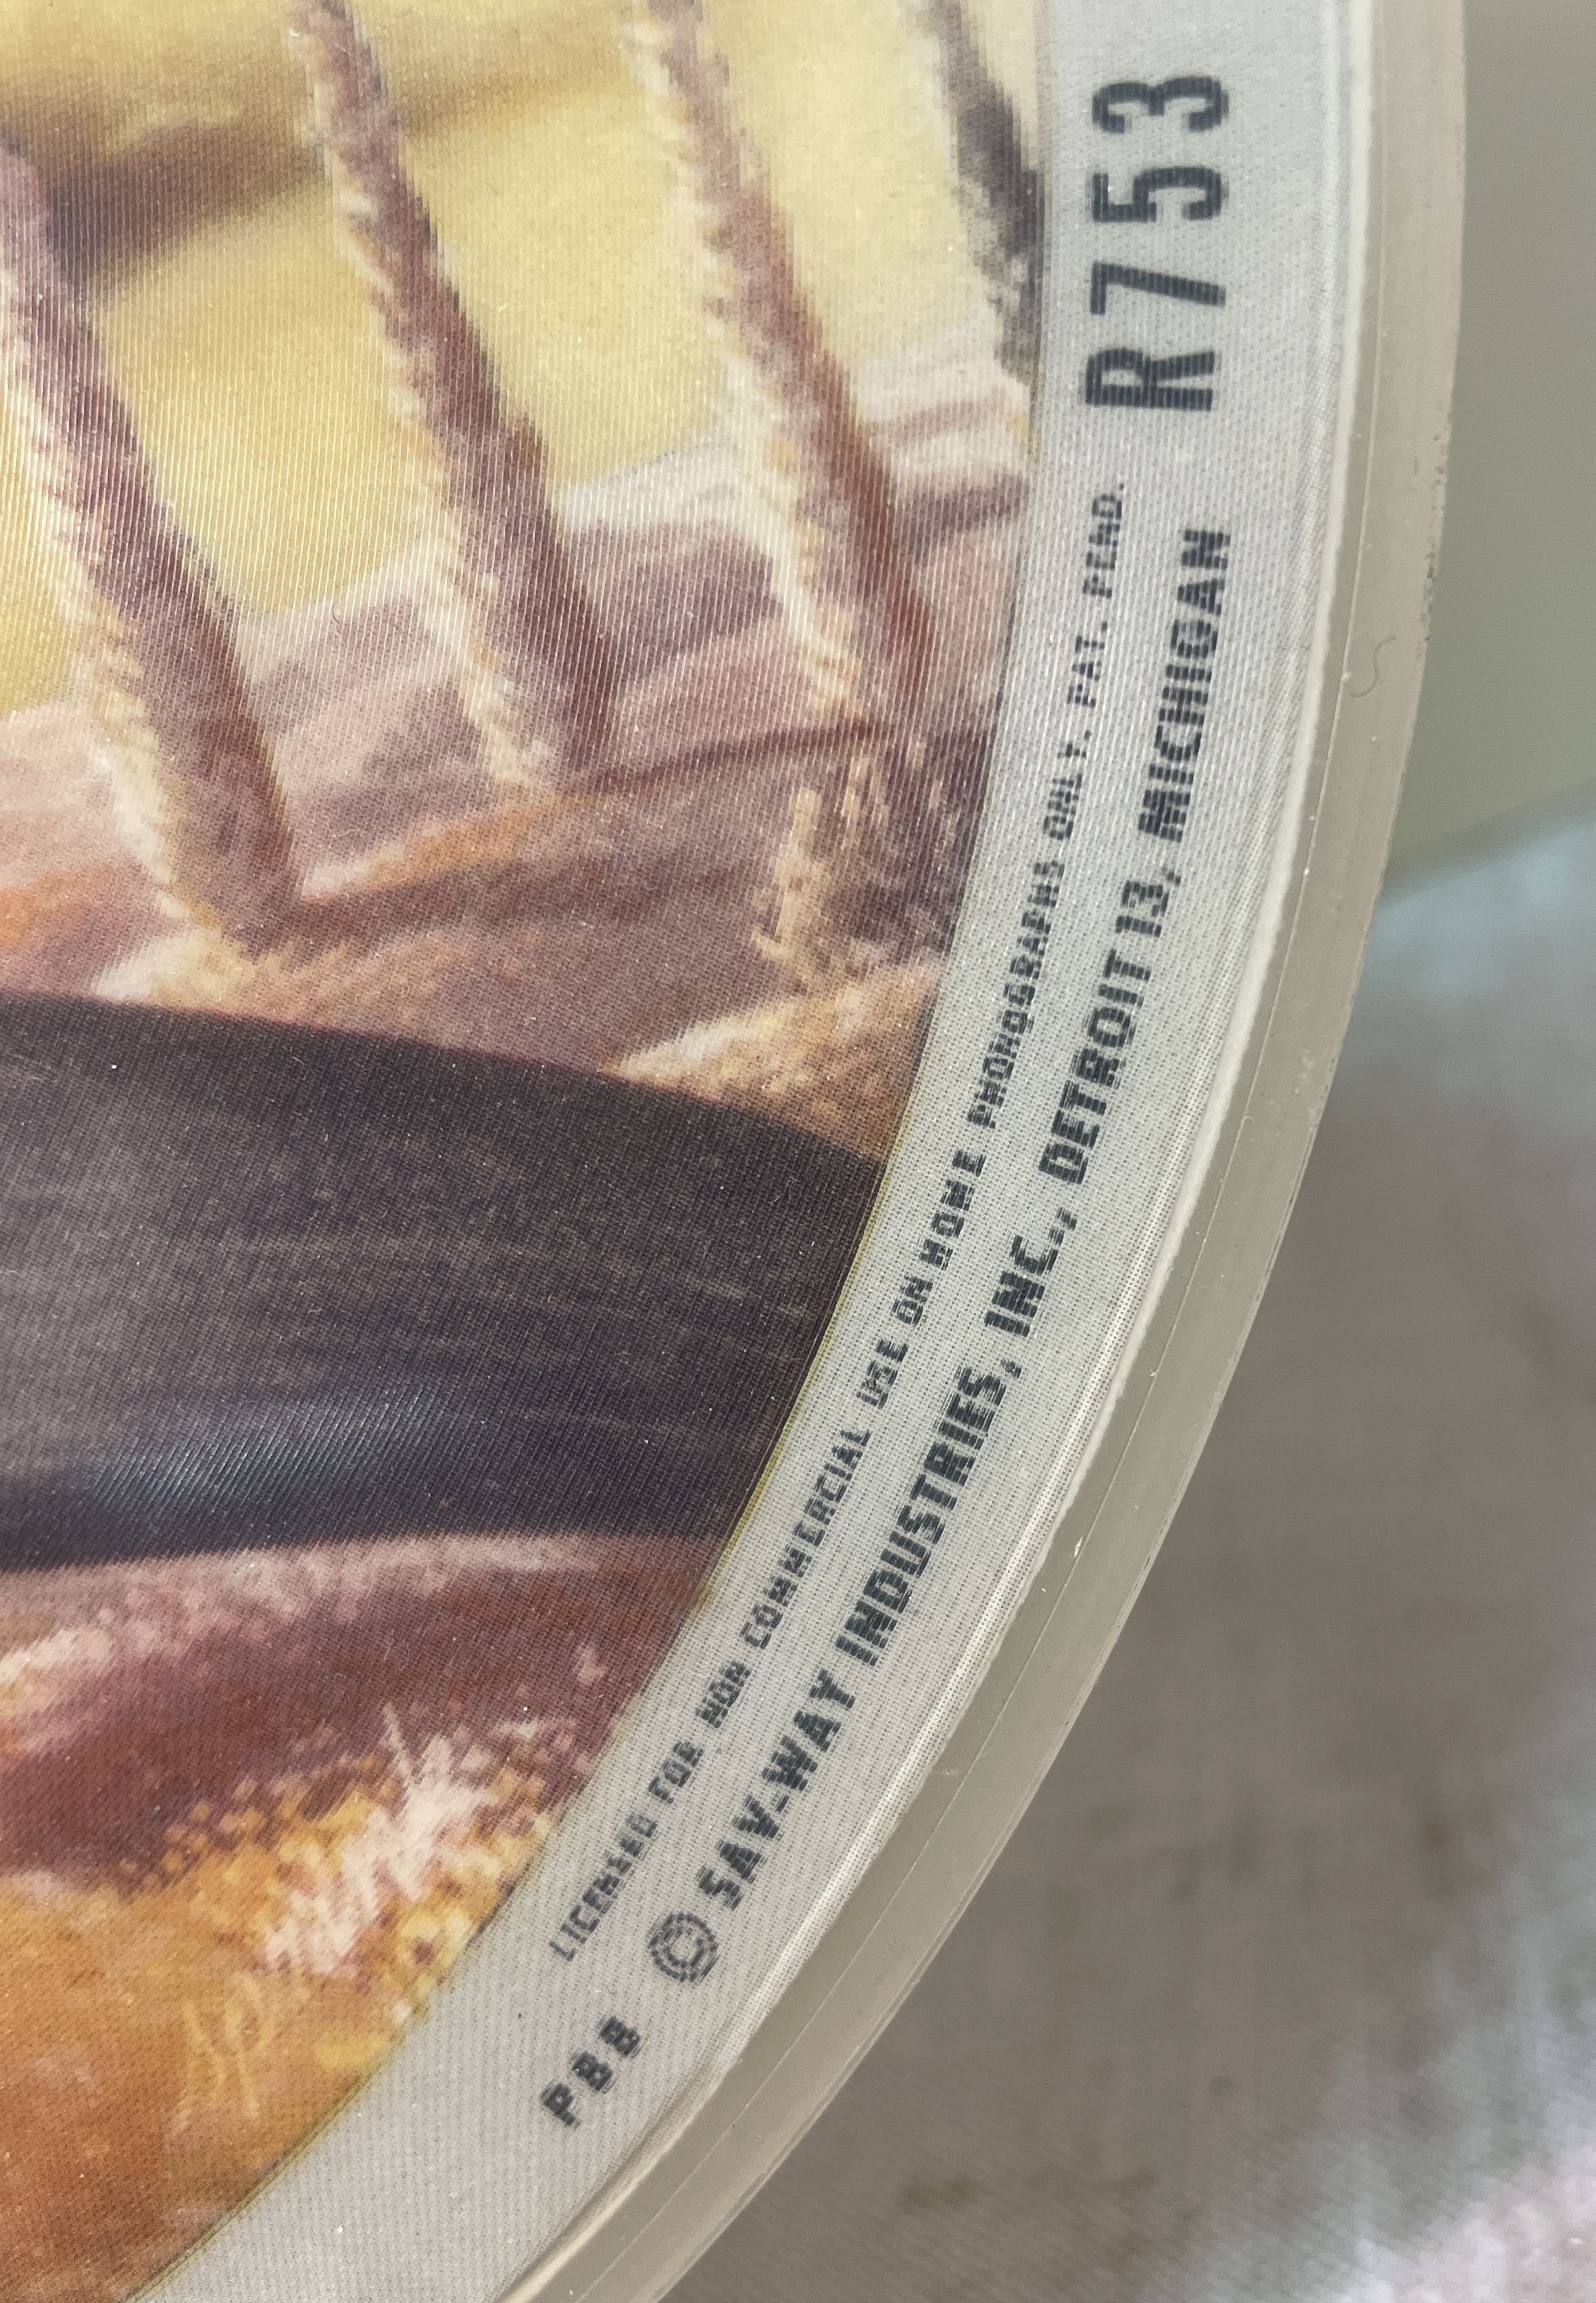 LICENSED FOR NON COMMERCIAL USE ON HOME PHONOGRAPHS ONLY. PAT. PEND.
PBB © SAV-WAY INDUSTRIES, INC., DETROIT 13, MICHIGAN R753